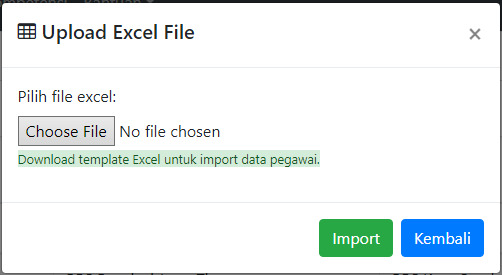 Upload Excel File
×
Pilih file excel:
Choose File No file chosen
Download template Excel untuk import data pegawai.
Import Kembali